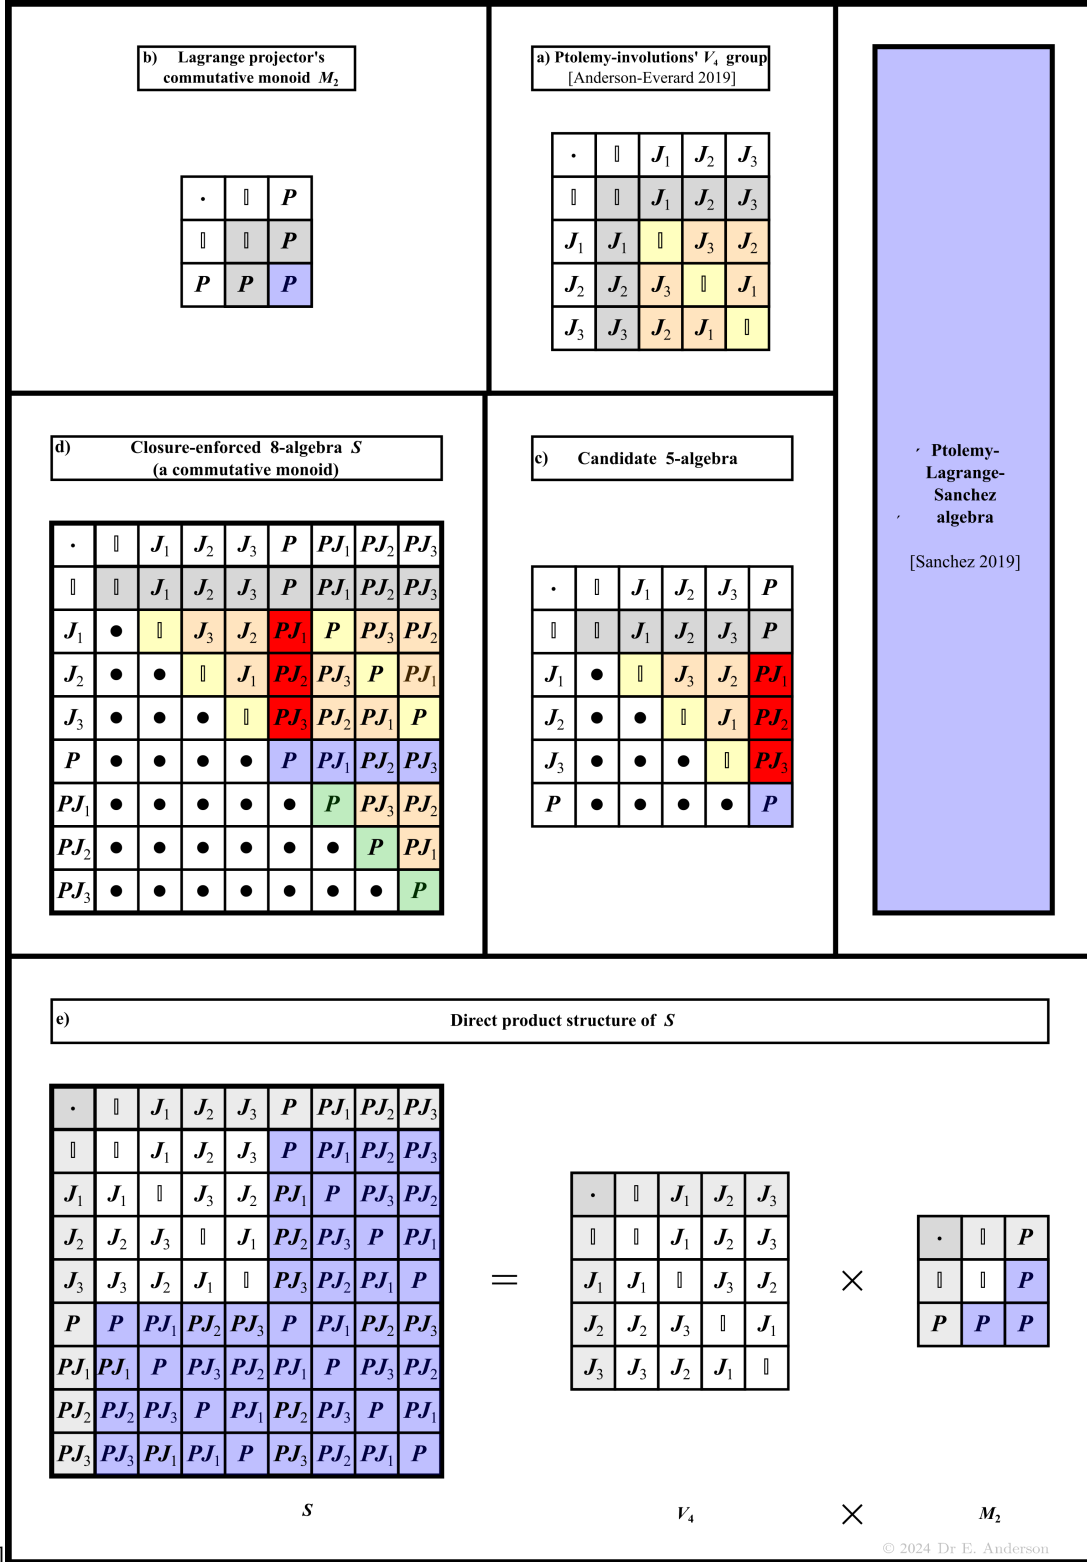 b) Lagrange projector's
commutative monoid M₂
· ▯ P
▯ ▯ P
P P P
a) Ptolemy-involutions' V₄ group
[Anderson-Everard 2019]
· ▯ J₁ J₂ J₃
▯ ▯ J₁ J₂ J₃
J₁ J₁ ▯ J₃ J₂
J₂ J₂ J₃ ▯ J₁
J₃ J₃ J₂ J₁ ▯
Ptolemy-
Lagrange-
Sanchez
algebra
[Sanchez 2019]
d) Closure-enforced 8-algebra S
(a commutative monoid)
· ▯ J₁ J₂ J₃ P PJ₁ PJ₂ PJ₃
▯ ▯ J₁ J₂ J₃ P PJ₁ PJ₂ PJ₃
J₁ ● ▯ J₃ J₂ PJ₁ P PJ₃ PJ₂
J₂ ● ● ▯ J₁ PJ₂ PJ₃ P PJ₁
J₃ ● ● ● ▯ PJ₃ PJ₂ PJ₁ P
P ● ● ● ● P PJ₁ PJ₂ PJ₃
PJ₁ ● ● ● ● ● P PJ₃ PJ₂
PJ₂ ● ● ● ● ● ● P PJ₁
PJ₃ ● ● ● ● ● ● ● P
c) Candidate 5-algebra
· ▯ J₁ J₂ J₃ P
▯ ▯ J₁ J₂ J₃ P
J₁ ● ▯ J₃ J₂ PJ₁
J₂ ● ● ▯ J₁ PJ₂
J₃ ● ● ● ▯ PJ₃
P ● ● ● ● P
e) Direct product structure of S
· ▯ J₁ J₂ J₃ P PJ₁ PJ₂ PJ₃
▯ ▯ J₁ J₂ J₃ P PJ₁ PJ₂ PJ₃
J₁ J₁ ▯ J₃ J₂ PJ₁ P PJ₃ PJ₂
J₂ J₂ J₃ ▯ J₁ PJ₂ PJ₃ P PJ₁
J₃ J₃ J₂ J₁ ▯ PJ₃ PJ₂ PJ₁ P
P P PJ₁ PJ₂ PJ₃ P PJ₁ PJ₂ PJ₃
PJ₁ PJ₁ P PJ₃ PJ₂ PJ₁ P PJ₃ PJ₂
PJ₂ PJ₂ PJ₃ P PJ₁ PJ₂ PJ₃ P PJ₁
PJ₃ PJ₃ PJ₁ PJ₁ P PJ₃ PJ₂ PJ₁ P
=
· ▯ J₁ J₂ J₃
▯ ▯ J₁ J₂ J₃
J₁ J₁ ▯ J₃ J₂
J₂ J₂ J₃ ▯ J₁
J₃ J₃ J₂ J₁ ▯
×
· ▯ P
▯ ▯ P
P P P
S V₄ × M₂
© 2024 Dr E. Anderson